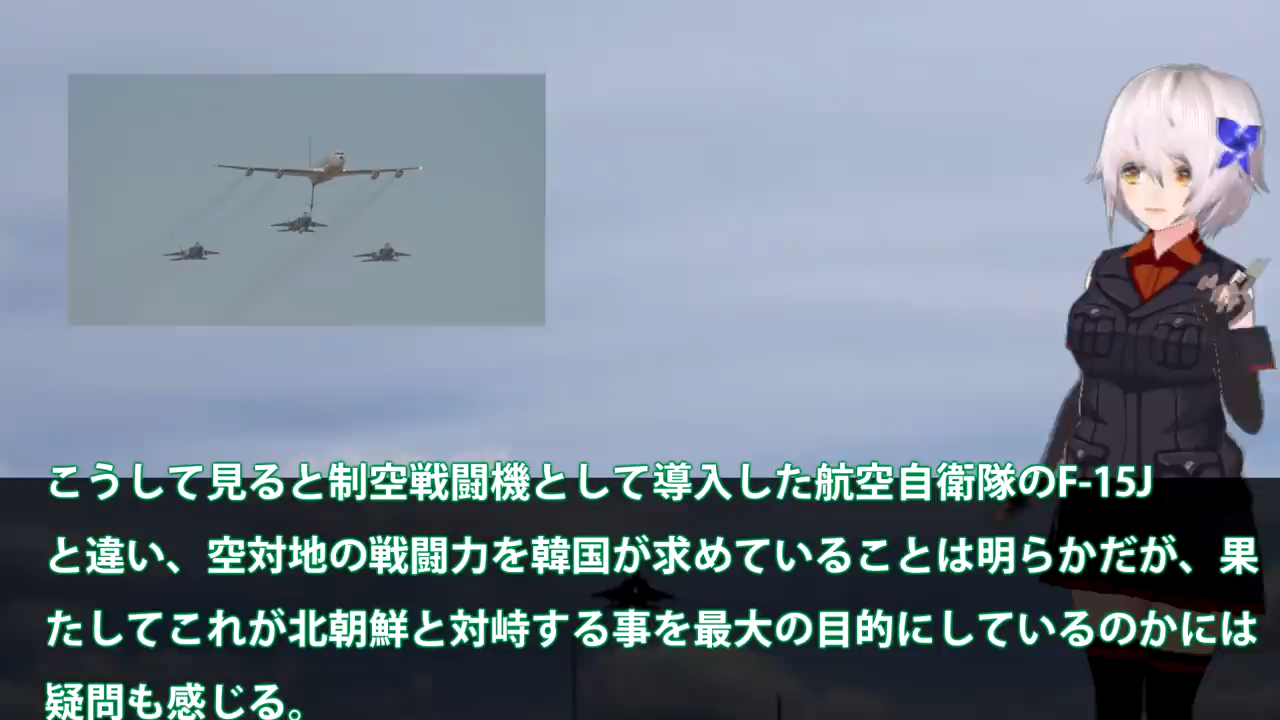 こうして見ると制空戦闘機として導入した航空自衛隊のF-15J
と違い、空対地の戦闘力を韓国が求めていることは明らかだが、果
たしてこれが北朝鮮と対峙する事を最大の目的にしているのかには
疑問も感じる。